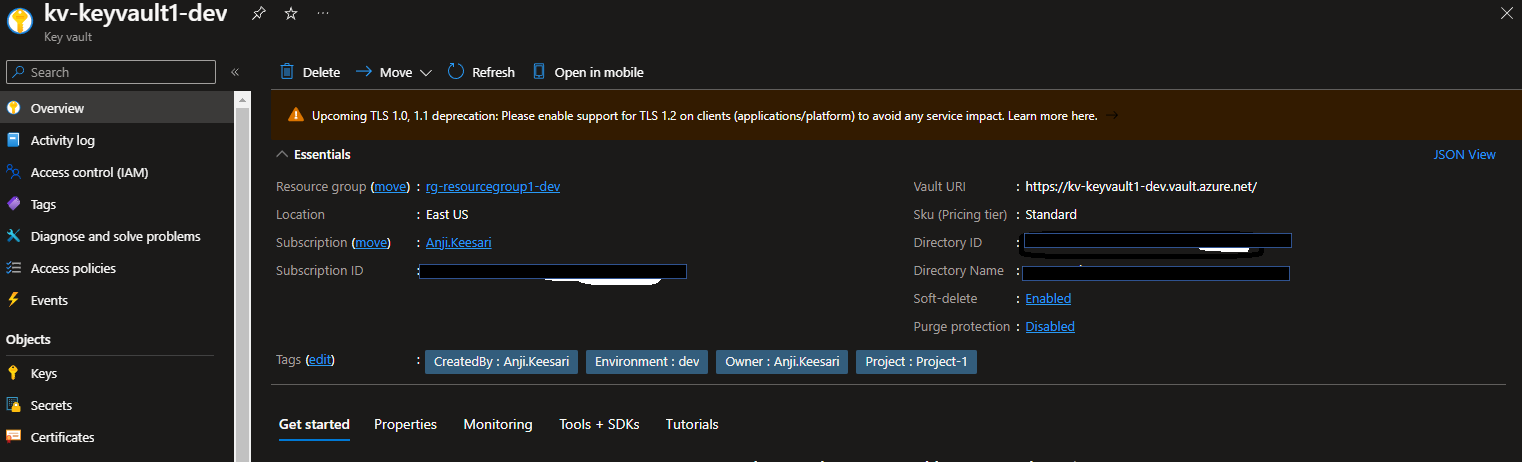 kv-keyvault1-dev
Key vault
Search
Overview
Activity log
Access control (IAM)
Tags
Diagnose and solve problems
Access policies
Events
Objects
Keys
Secrets
Certificates
Delete Move Refresh Open in mobile
Upcoming TLS 1.0, 1.1 deprecation: Please enable support for TLS 1.2 on clients (applications/platform) to avoid any service impact. Learn more here.
Essentials
JSON View
Resource group (move) : rg-resourcegroup1-dev
Location : East US
Subscription (move) : Anji.Keesari
Subscription ID :
Vault URI : https://kv-keyvault1-dev.vault.azure.net/
Sku (Pricing tier) : Standard
Directory ID :
Directory Name :
Soft-delete : Enabled
Purge protection : Disabled
Tags (edit) : CreatedBy : Anji.Keesari Environment : dev Owner : Anji.Keesari Project : Project-1
Get started Properties Monitoring Tools + SDKs Tutorials